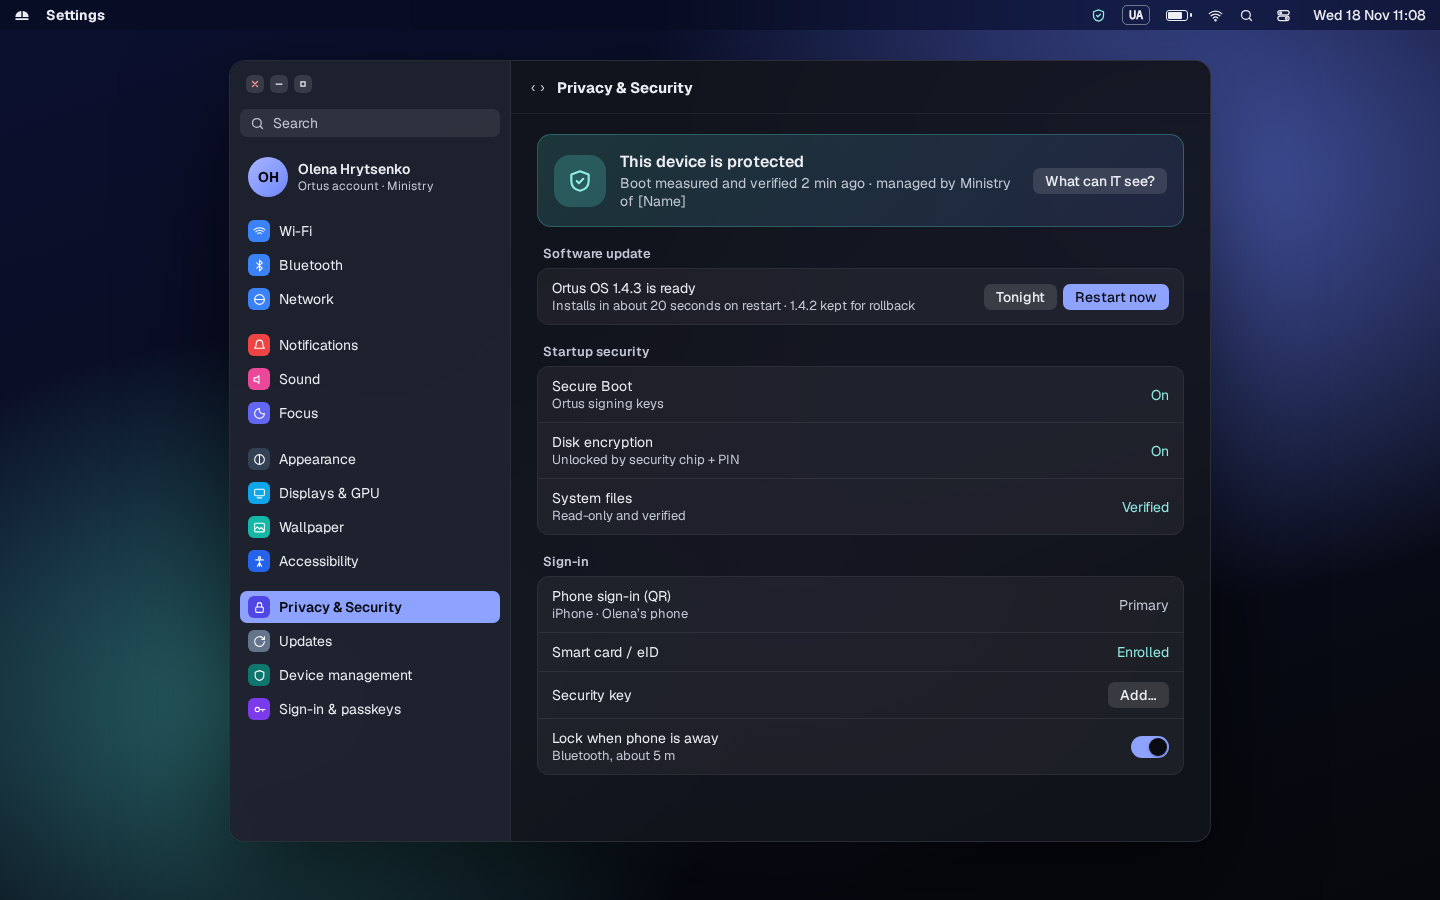 Settings
UA
Wed 18 Nov 11:08
Search
OH
Olena Hrytsenko
Ortus account · Ministry
Wi-Fi
Bluetooth
Network
Notifications
Sound
Focus
Appearance
Displays & GPU
Wallpaper
Accessibility
Privacy & Security
Updates
Device management
Sign-in & passkeys
Privacy & Security
This device is protected
Boot measured and verified 2 min ago · managed by Ministry
of [Name]
What can IT see?
Software update
Ortus OS 1.4.3 is ready
Installs in about 20 seconds on restart · 1.4.2 kept for rollback
Tonight
Restart now
Startup security
Secure Boot
Ortus signing keys
On
Disk encryption
Unlocked by security chip + PIN
On
System files
Read-only and verified
Verified
Sign-in
Phone sign-in (QR)
iPhone · Olena's phone
Primary
Smart card / eID
Enrolled
Security key
Add…
Lock when phone is away
Bluetooth, about 5 m